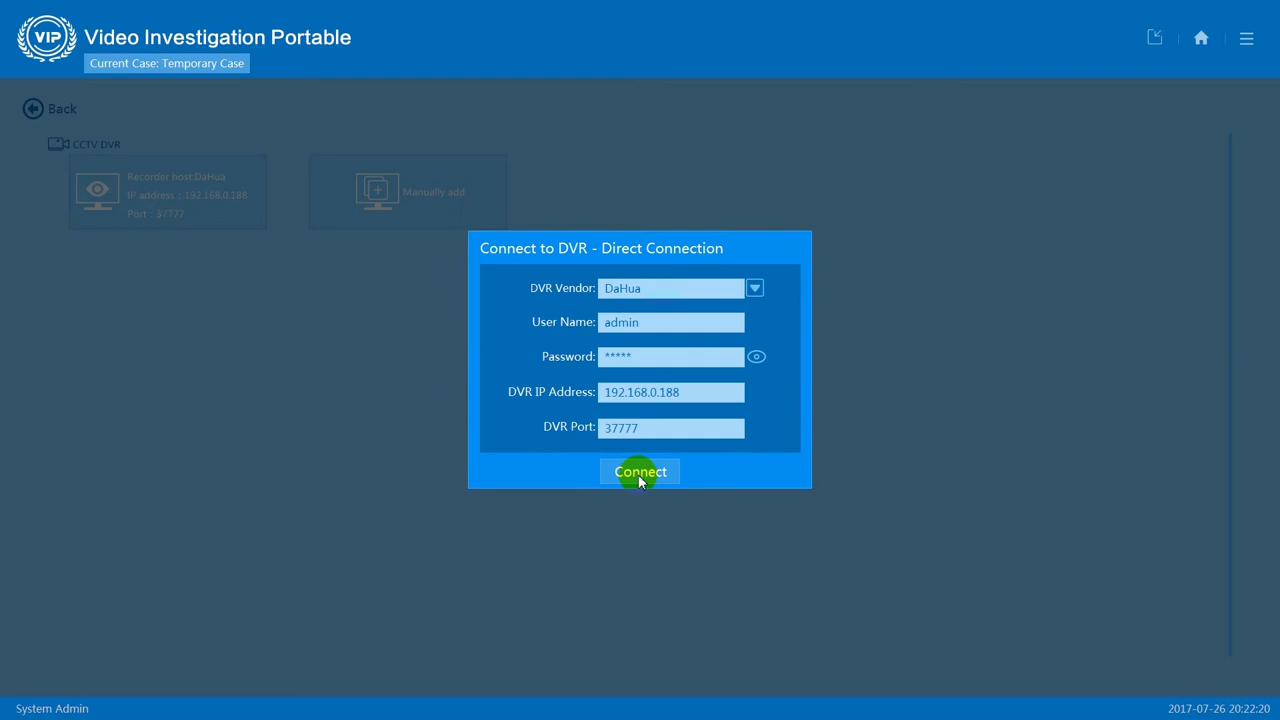 VIP
Video Investigation Portable
Current Case: Temporary Case
Back
CCTV DVR
Recorder host:DaHua
IP address : 192.168.0.188
Port : 37777
Manually add
Connect to DVR - Direct Connection
DVR Vendor: DaHua
User Name: admin
Password: *****
DVR IP Address: 192.168.0.188
DVR Port: 37777
Connect
System Admin
2017-07-26 20:22:20